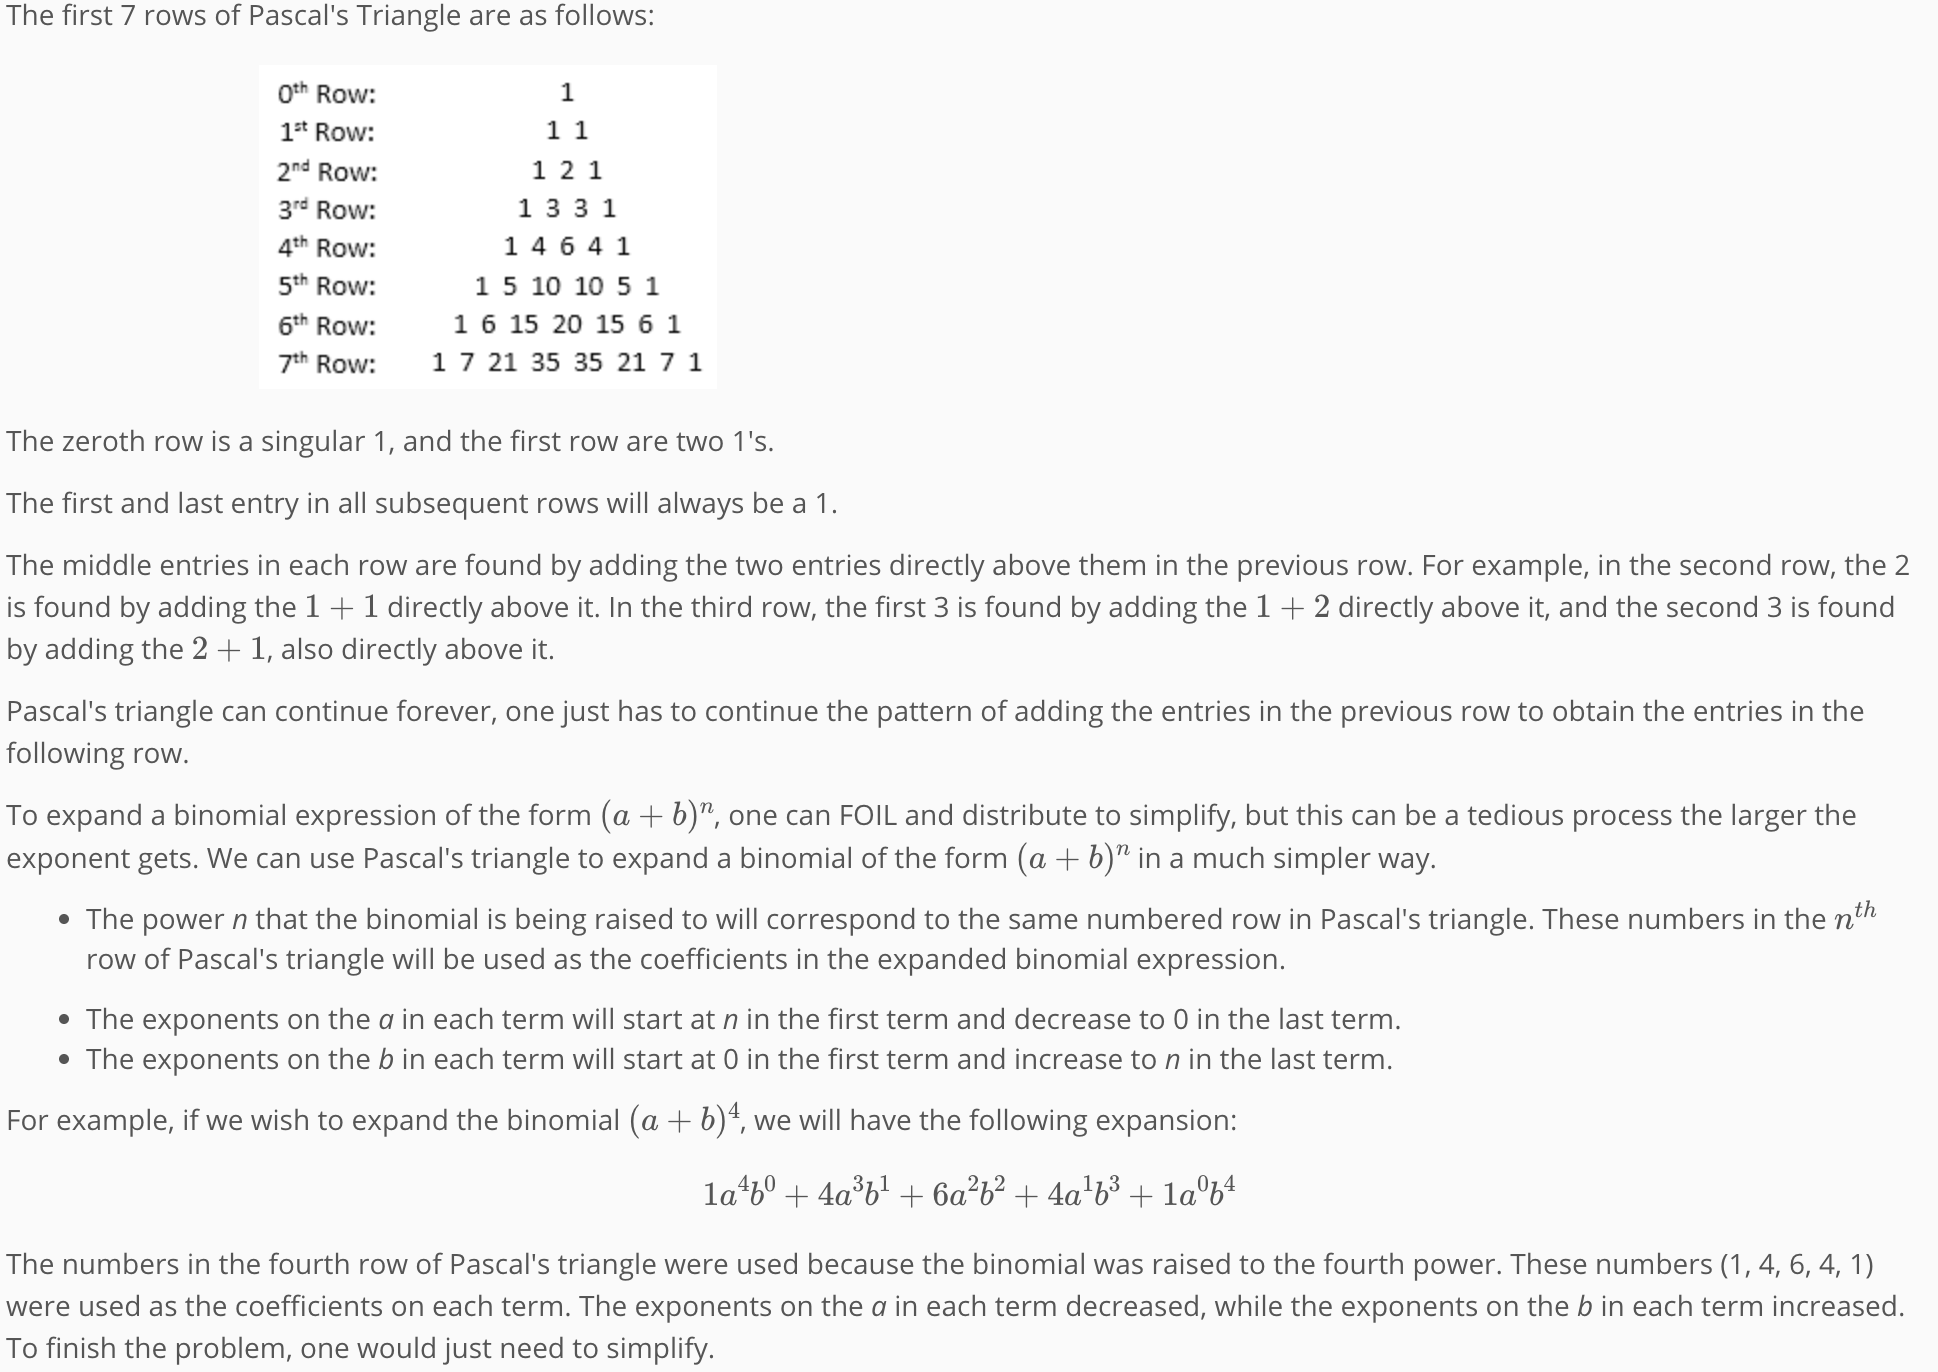 The first 7 rows of Pascal's Triangle are as follows:
0th Row: 1
1st Row: 1 1
2nd Row: 1 2 1
3rd Row: 1 3 3 1
4th Row: 1 4 6 4 1
5th Row: 1 5 10 10 5 1
6th Row: 1 6 15 20 15 6 1
7th Row: 1 7 21 35 35 21 7 1
The zeroth row is a singular 1, and the first row are two 1's.
The first and last entry in all subsequent rows will always be a 1.
The middle entries in each row are found by adding the two entries directly above them in the previous row. For example, in the second row, the 2
is found by adding the 1 + 1 directly above it. In the third row, the first 3 is found by adding the 1 + 2 directly above it, and the second 3 is found
by adding the 2 + 1, also directly above it.
Pascal's triangle can continue forever, one just has to continue the pattern of adding the entries in the previous row to obtain the entries in the
following row.
To expand a binomial expression of the form (a + b)^n, one can FOIL and distribute to simplify, but this can be a tedious process the larger the
exponent gets. We can use Pascal's triangle to expand a binomial of the form (a + b)^n in a much simpler way.
• The power n that the binomial is being raised to will correspond to the same numbered row in Pascal's triangle. These numbers in the n^th
row of Pascal's triangle will be used as the coefficients in the expanded binomial expression.
• The exponents on the a in each term will start at n in the first term and decrease to 0 in the last term.
• The exponents on the b in each term will start at 0 in the first term and increase to n in the last term.
For example, if we wish to expand the binomial (a + b)^4, we will have the following expansion:
1a^4b^0 + 4a^3b^1 + 6a^2b^2 + 4a^1b^3 + 1a^0b^4
The numbers in the fourth row of Pascal's triangle were used because the binomial was raised to the fourth power. These numbers (1, 4, 6, 4, 1)
were used as the coefficients on each term. The exponents on the a in each term decreased, while the exponents on the b in each term increased.
To finish the problem, one would just need to simplify.